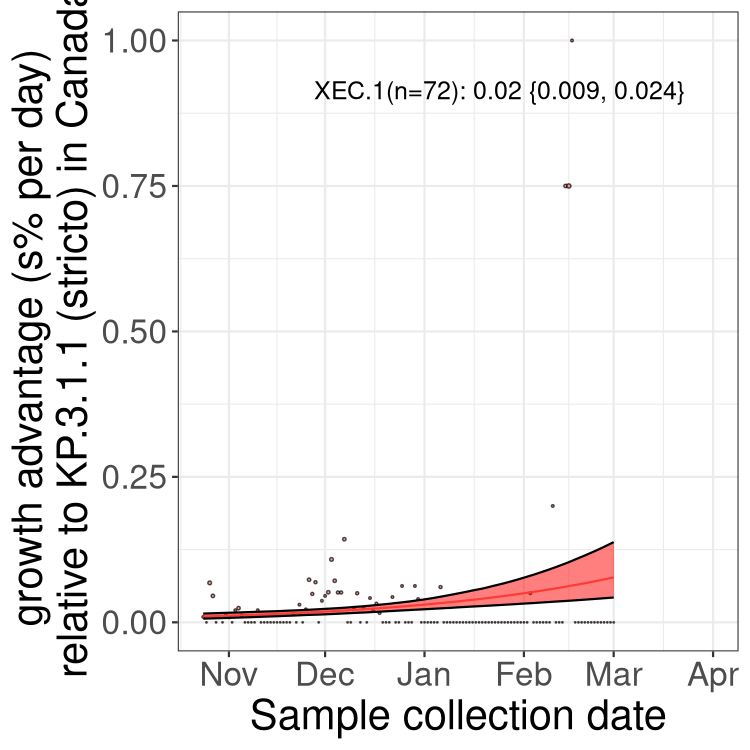 growth advantage (s% per day)
relative to KP.3.1.1 (stricto) in Canada
1.00
0.75
0.50
0.25
0.00
XEC.1(n=72): 0.02 {0.009, 0.024}
Nov Dec Jan Feb Mar Apr
Sample collection date